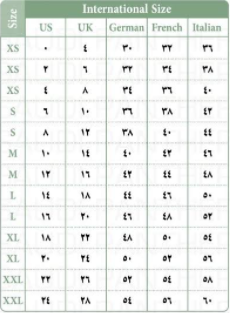 Size International Size
US UK German French Italian
XS ٠ ٤ ٣٠ ٣٢ ٣٦
XS ٢ ٦ ٣٢ ٣٤ ٣٨
XS ٤ ٨ ٣٤ ٣٦ ٤٠
S ٦ ١٠ ٣٦ ٣٨ ٤٢
S ٨ ١٢ ٣٨ ٤٠ ٤٤
M ١٠ ١٤ ٤٠ ٤٢ ٤٦
M ١٢ ١٦ ٤٢ ٤٤ ٤٨
L ١٤ ١٨ ٤٤ ٤٦ ٥٠
L ١٦ ٢٠ ٤٦ ٤٨ ٥٢
XL ١٨ ٢٢ ٤٨ ٥٠ ٥٤
XL ٢٠ ٢٤ ٥٠ ٥٢ ٥٦
XXL ٢٢ ٢٦ ٥٢ ٥٤ ٥٨
XXL ٢٤ ٢٨ ٥٤ ٥٦ ٦٠